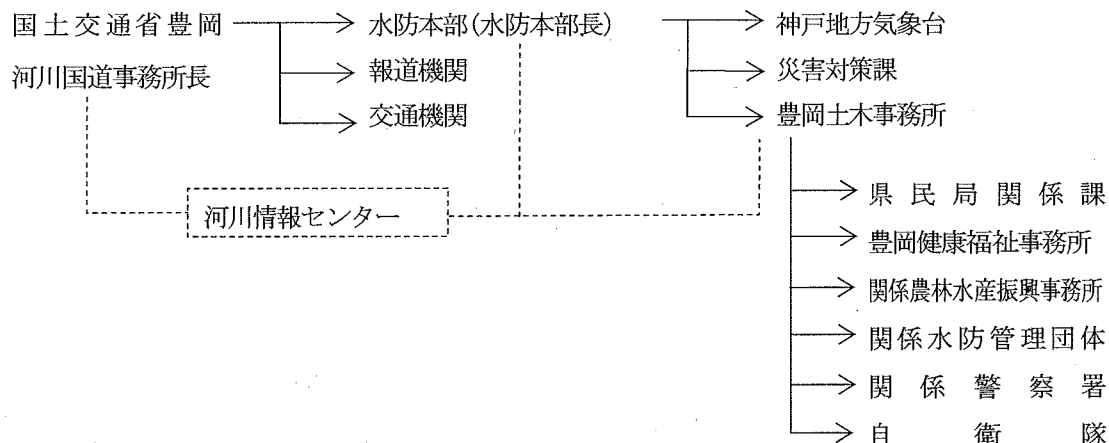 国土交通省豊岡
河川国道事務所長
水防本部(水防本部長)
報道機関
交通機関
神戸地方気象台
災害対策課
豊岡土木事務所
河川情報センター
県民局関係課
豊岡健康福祉事務所
関係農林水産振興事務所
関係水防管理団体
関係警察署
自衛隊